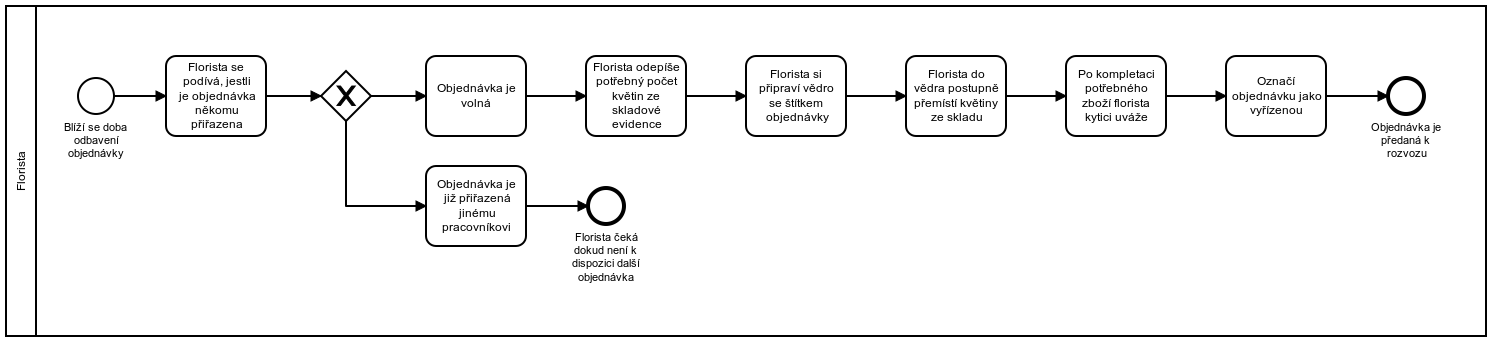 Florista
Blíží se doba
odbavení
objednávky
Florista se
podívá, jestli
je objednávka
někomu
přiřazena
X
Objednávka je
volná
Florista odepíše
potřebný počet
květin ze
skladové
evidence
Florista si
připraví vědro
se štítkem
objednávky
Florista do
vědra postupně
přemístí květiny
ze skladu
Po kompletaci
potřebného
zboží florista
kytici uváže
Označí
objednávku jako
vyřízenou
Objednávka je
předaná k
rozvozu
Objednávka je
již přiřazená
jinému
pracovníkovi
Florista čeká
dokud není k
dispozici další
objednávka